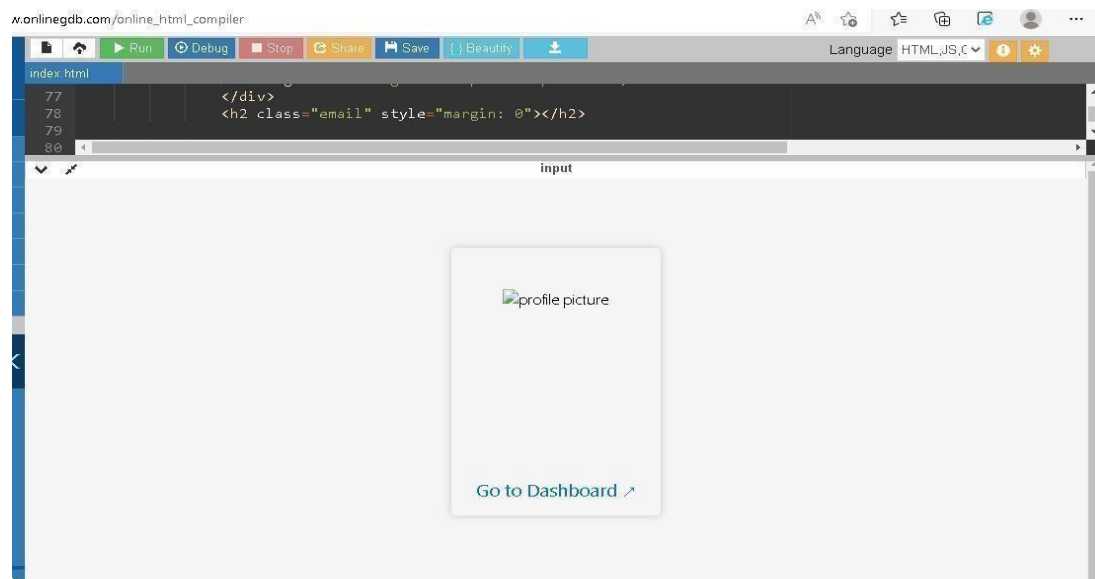 w.onlinegdb.com/online_html_compiler
Run Debug Stop Share Save { } Beautify Language HTML,JS,C
index.html
77 </div>
78 <h2 class="email" style="margin: 0"></h2>
79
80
input
profile picture
Go to Dashboard ↗